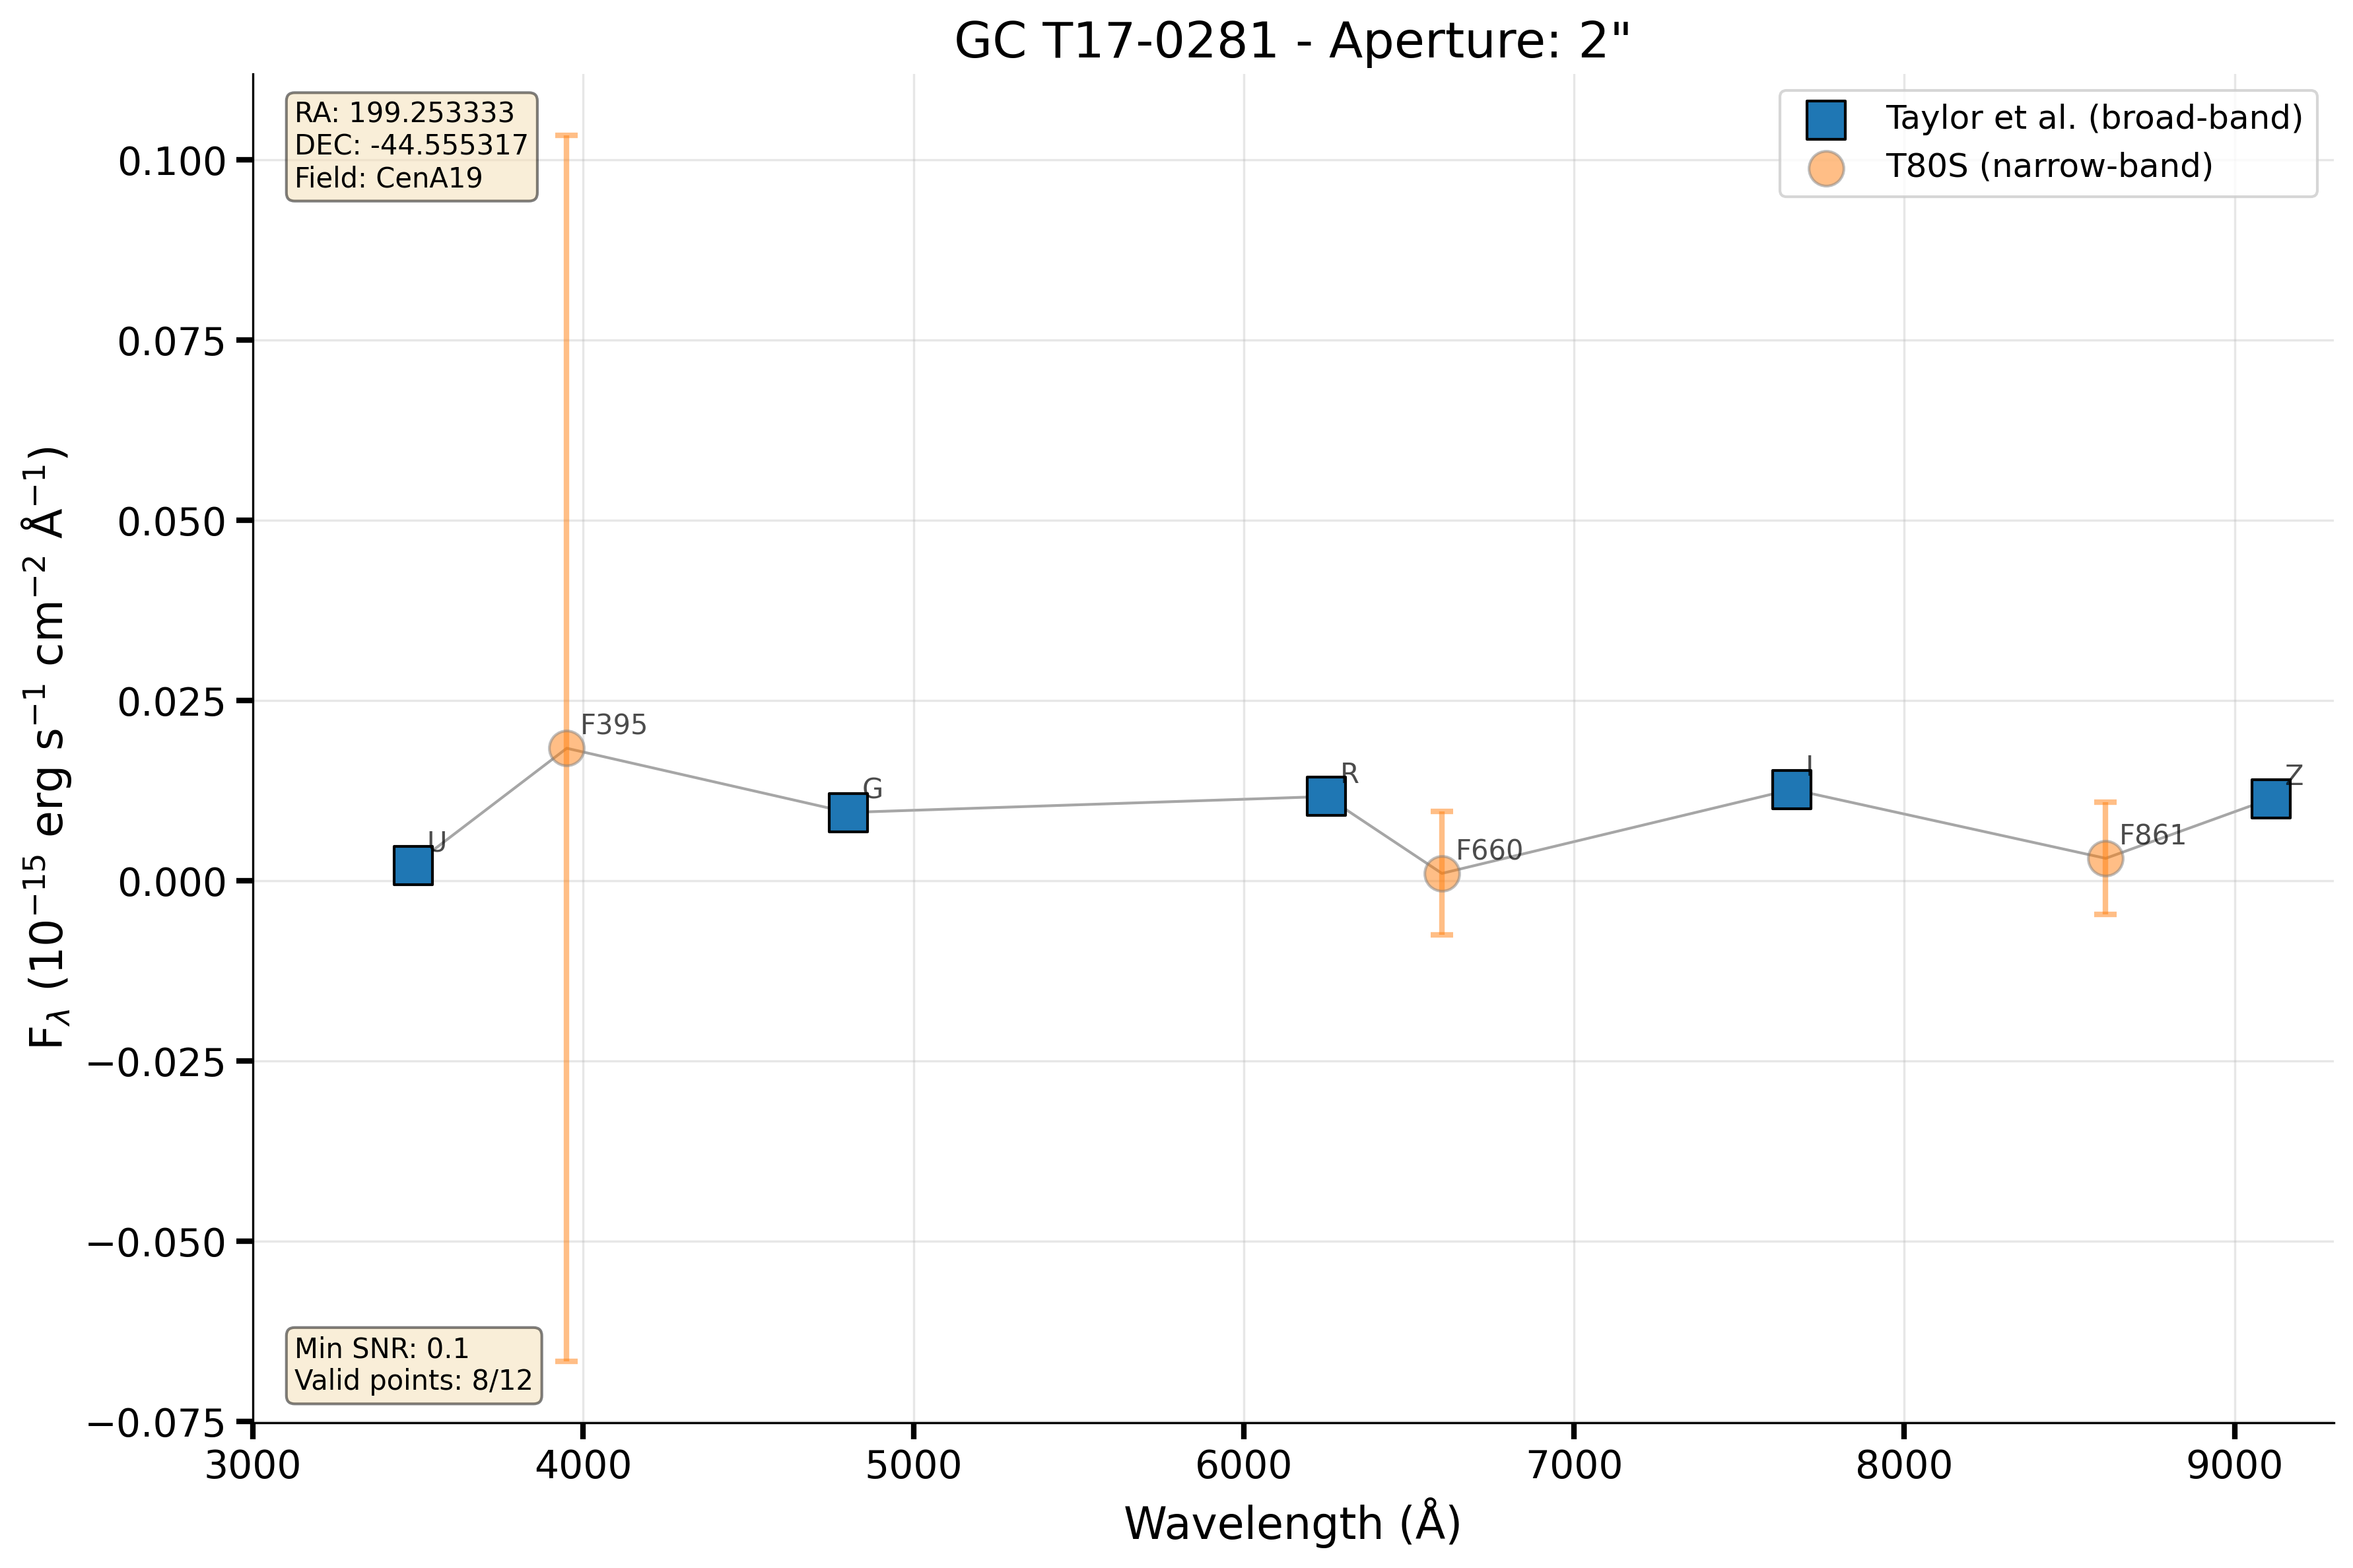 GC T17-0281 - Aperture: 2"
RA: 199.253333
DEC: -44.555317
Field: CenA19
Taylor et al. (broad-band)
T80S (narrow-band)
F_λ (10⁻¹⁵ erg s⁻¹ cm⁻² Å⁻¹)
0.100
0.075
0.050
0.025
0.000
−0.025
−0.050
−0.075
U
F395
G
R
F660
I
F861
Z
Min SNR: 0.1
Valid points: 8/12
3000 4000 5000 6000 7000 8000 9000
Wavelength (Å)